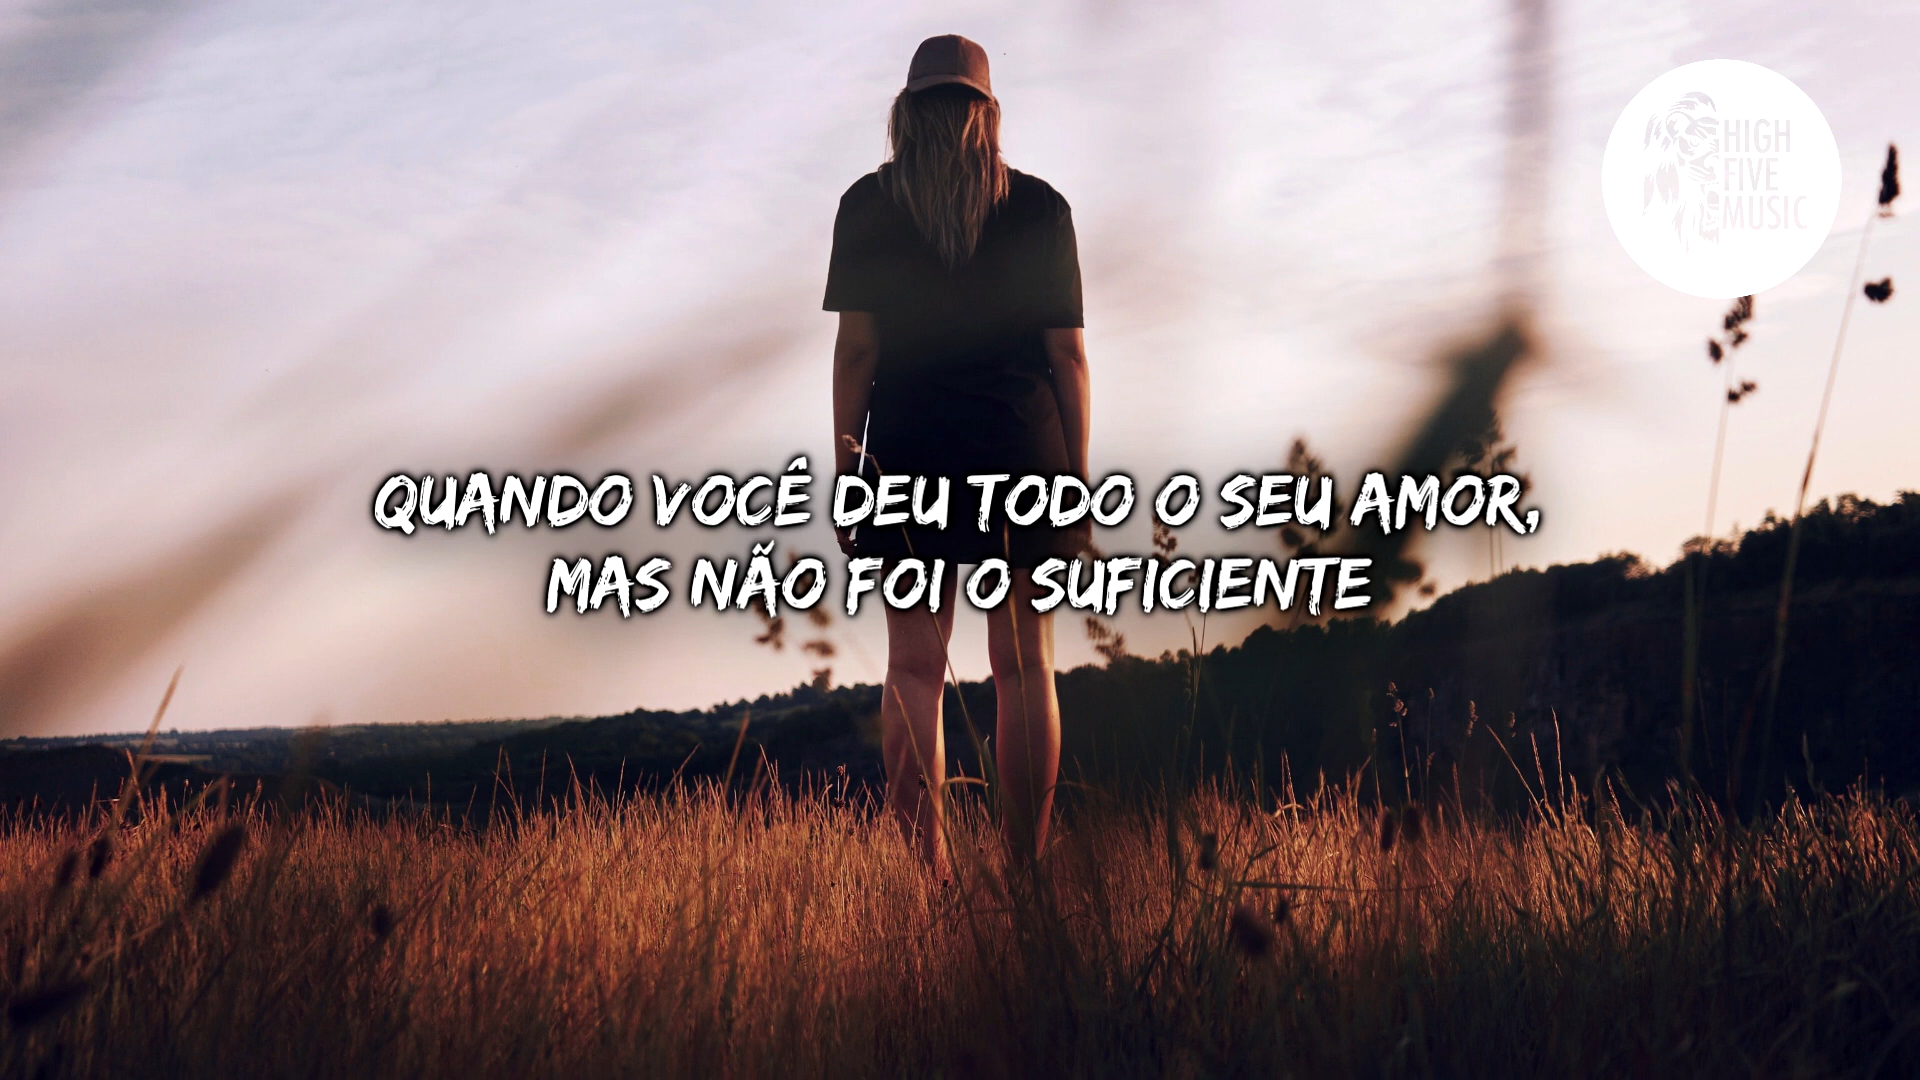 HIGH
FIVE
MUSIC
QUANDO VOCÊ DEU TODO O SEU AMOR,
MAS NÃO FOI O SUFICIENTE